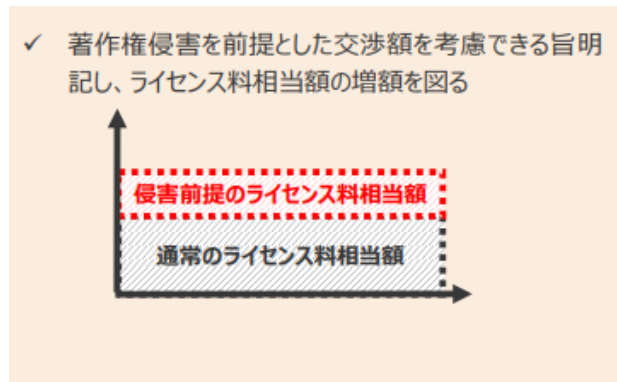 ✓ 著作権侵害を前提とした交渉額を考慮できる旨明
記し、ライセンス料相当額の増額を図る
侵害前提のライセンス料相当額
通常のライセンス料相当額